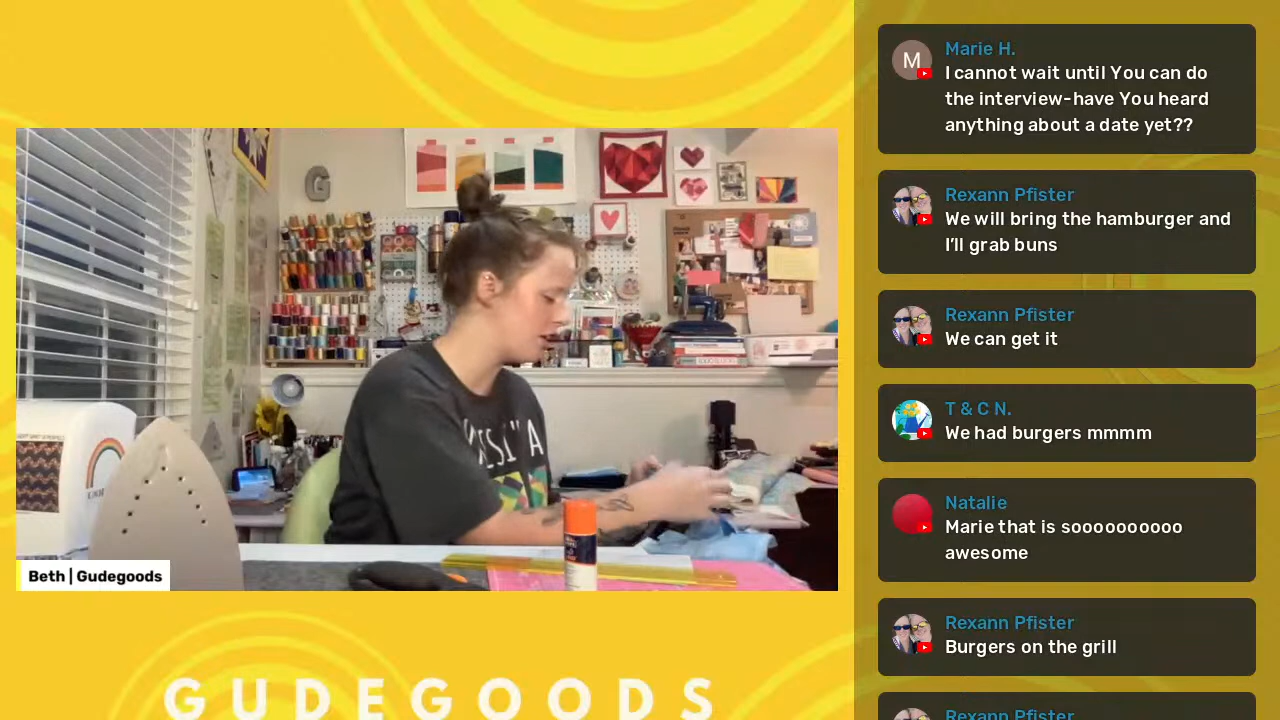 Marie H.
M
I cannot wait until You can do
the interview-have You heard
anything about a date yet??
Rexann Pfister
We will bring the hamburger and
I'll grab buns
Rexann Pfister
We can get it
T & C N.
We had burgers mmmm
Natalie
Marie that is soooooooooo
awesome
Rexann Pfister
Burgers on the grill
Rexann Pfister
G
Beth | Gudegoods
GUDEGOODS